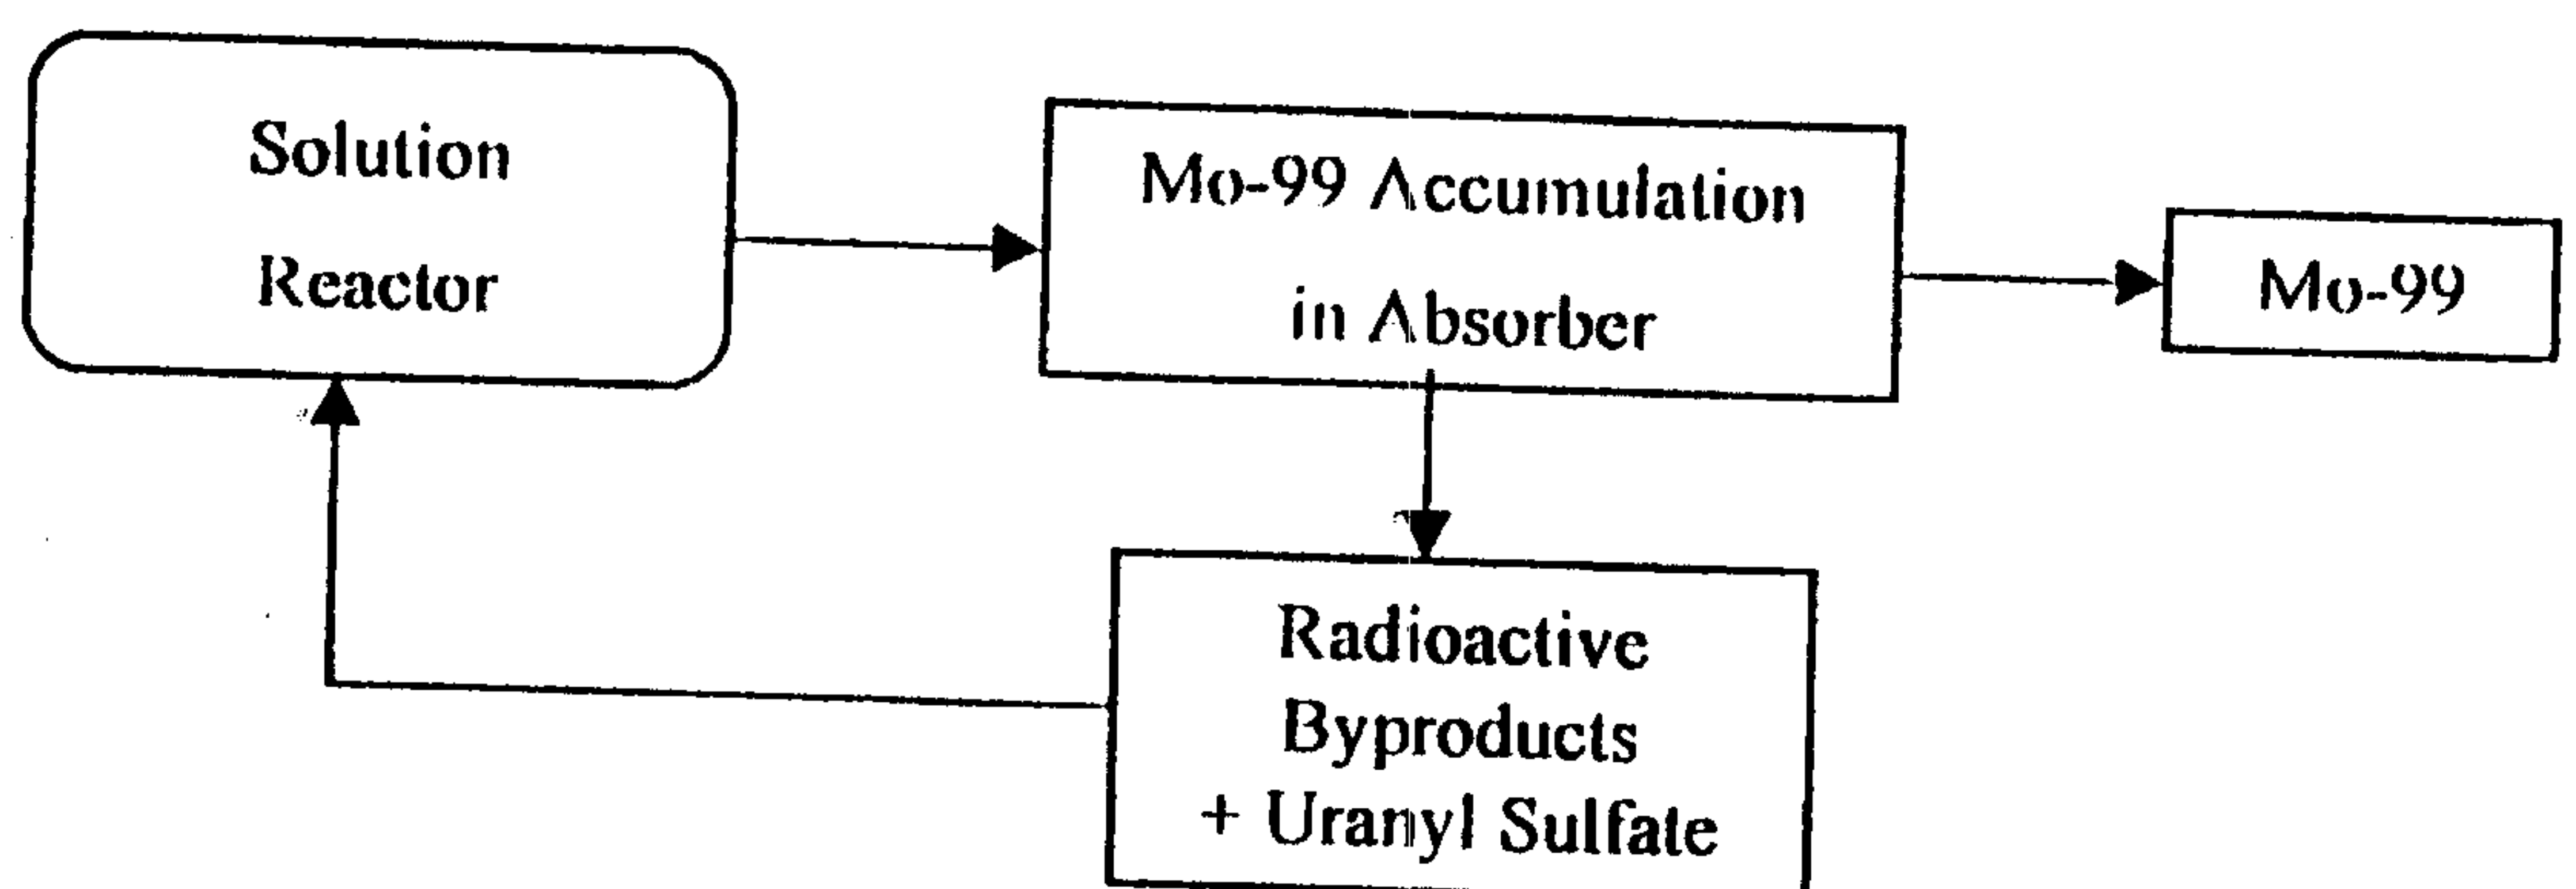 Solution
Reactor
Mo-99 Accumulation
in Absorber
Mo-99
Radioactive
Byproducts
+ Uranyl Sulfate